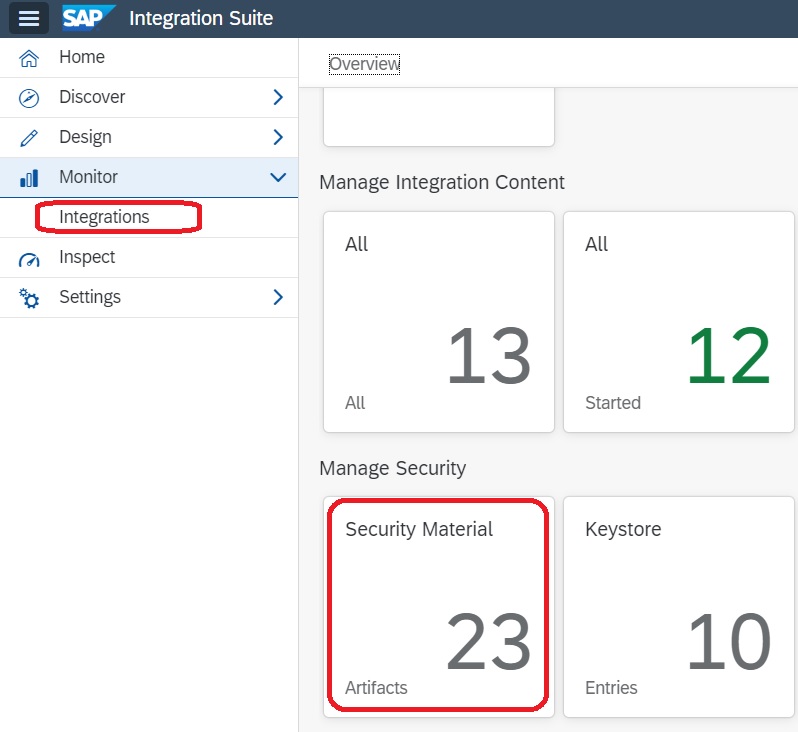 SAP Integration Suite
Home
Discover
Design
Monitor
Integrations
Inspect
Settings
Overview
Manage Integration Content
All
13
All
All
12
Started
Manage Security
Security Material
23
Artifacts
Keystore
10
Entries